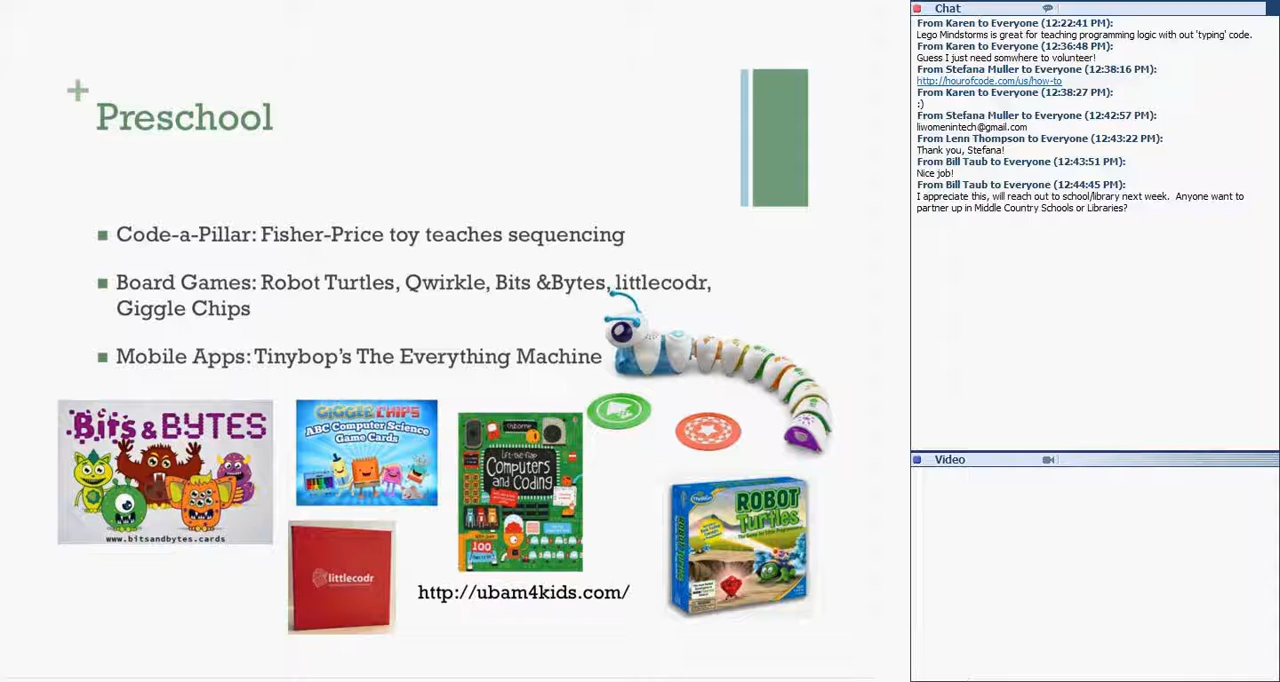 +
Preschool
■ Code-a-Pillar: Fisher-Price toy teaches sequencing
■ Board Games: Robot Turtles, Qwirkle, Bits &Bytes, littlecodr,
Giggle Chips
■ Mobile Apps: Tinybop's The Everything Machine
Bits & BYTES
www.bitsandbytes.cards
GIGGLE CHIPS
ABC Computer Science
Game Cards
littlecodr
Usborne
Lift-the-flap
Computers
and Coding
100
http://ubam4kids.com/
ThinkFun
ROBOT
Turtles
Chat
From Karen to Everyone (12:22:41 PM):
Lego Mindstorms is great for teaching programming logic with out 'typing' code.
From Karen to Everyone (12:36:48 PM):
Guess I just need somwhere to volunteer!
From Stefana Muller to Everyone (12:38:16 PM):
http://hourofcode.com/us/how-to
From Karen to Everyone (12:38:27 PM):
:)
From Stefana Muller to Everyone (12:42:57 PM):
liwomenintech@gmail.com
From Lenn Thompson to Everyone (12:43:22 PM):
Thank you, Stefana!
From Bill Taub to Everyone (12:43:51 PM):
Nice job!
From Bill Taub to Everyone (12:44:45 PM):
I appreciate this, will reach out to school/library next week.  Anyone want to
partner up in Middle Country Schools or Libraries?
Video